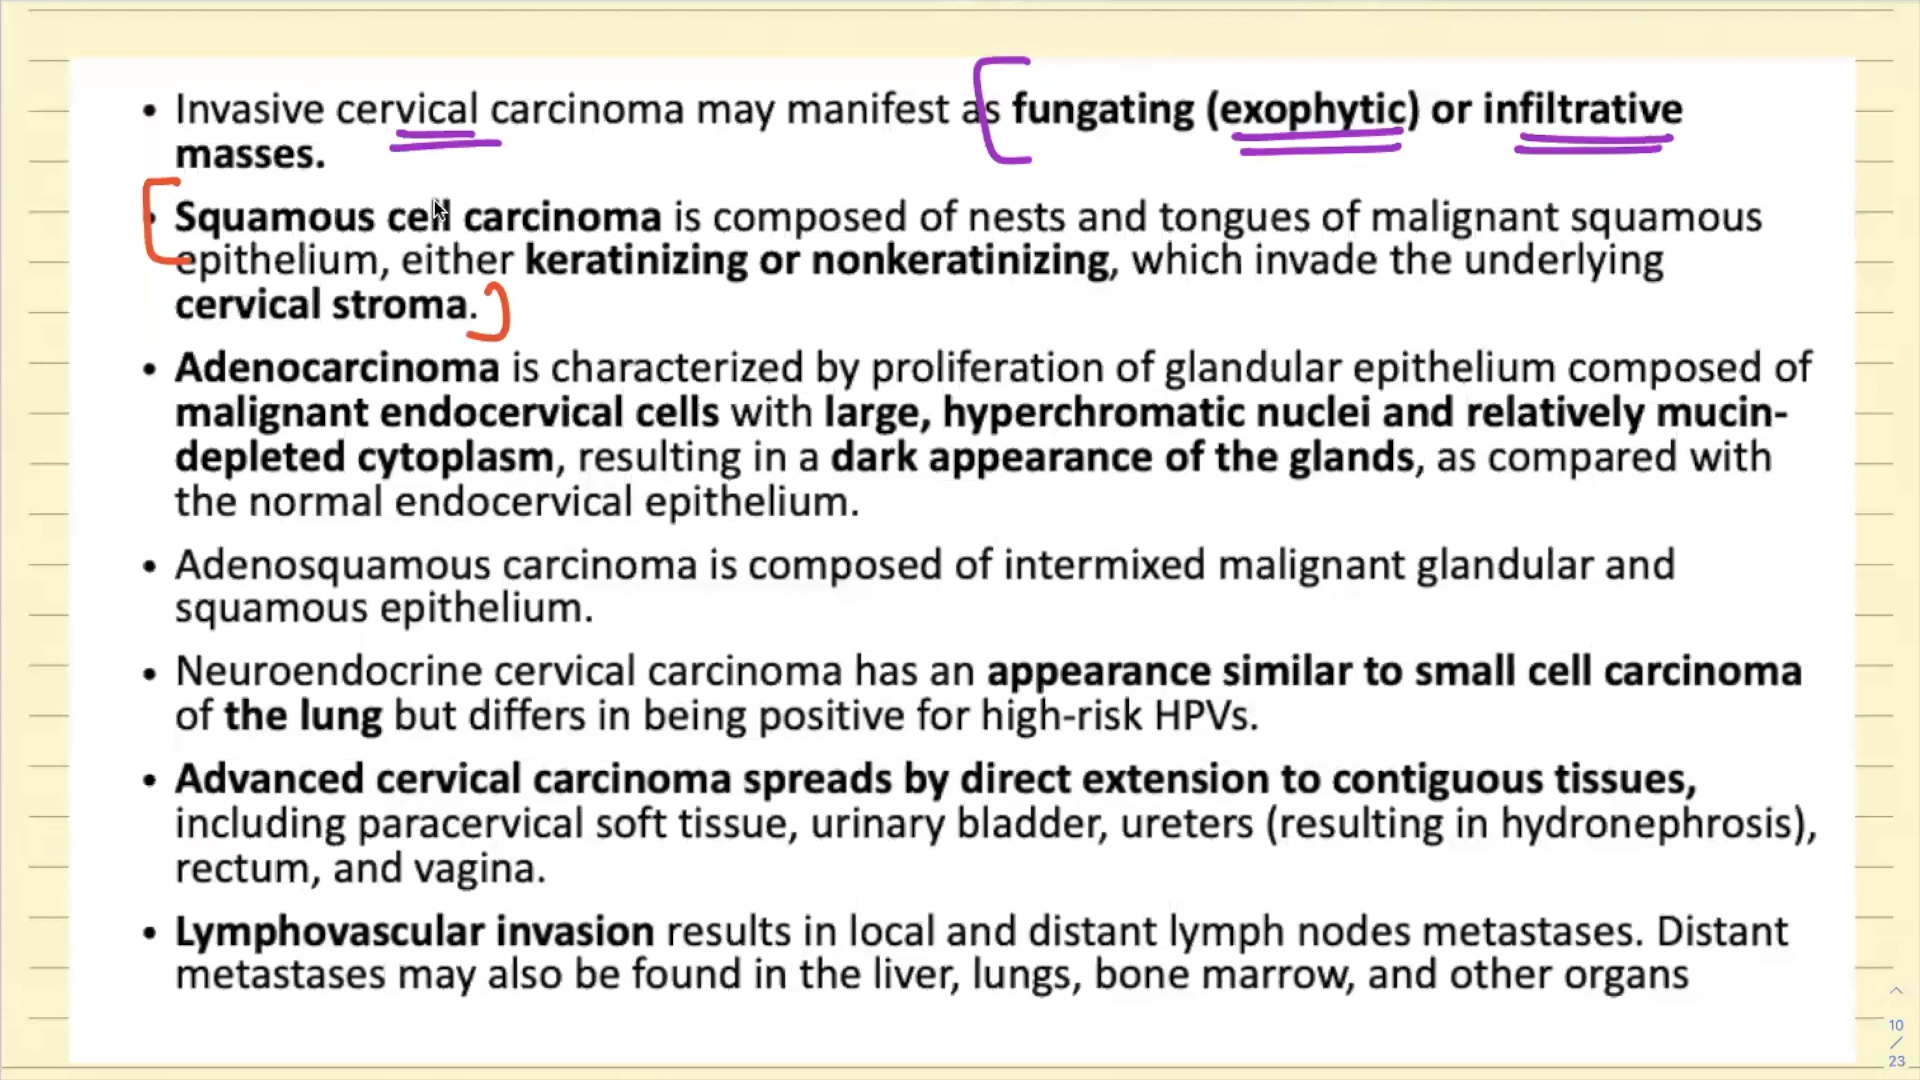 • Invasive cervical carcinoma may manifest as fungating (exophytic) or infiltrative
masses.
• Squamous cell carcinoma is composed of nests and tongues of malignant squamous
epithelium, either keratinizing or nonkeratinizing, which invade the underlying
cervical stroma.
• Adenocarcinoma is characterized by proliferation of glandular epithelium composed of
malignant endocervical cells with large, hyperchromatic nuclei and relatively mucin-
depleted cytoplasm, resulting in a dark appearance of the glands, as compared with
the normal endocervical epithelium.
• Adenosquamous carcinoma is composed of intermixed malignant glandular and
squamous epithelium.
• Neuroendocrine cervical carcinoma has an appearance similar to small cell carcinoma
of the lung but differs in being positive for high-risk HPVs.
• Advanced cervical carcinoma spreads by direct extension to contiguous tissues,
including paracervical soft tissue, urinary bladder, ureters (resulting in hydronephrosis),
rectum, and vagina.
• Lymphovascular invasion results in local and distant lymph nodes metastases. Distant
metastases may also be found in the liver, lungs, bone marrow, and other organs
10
/
23